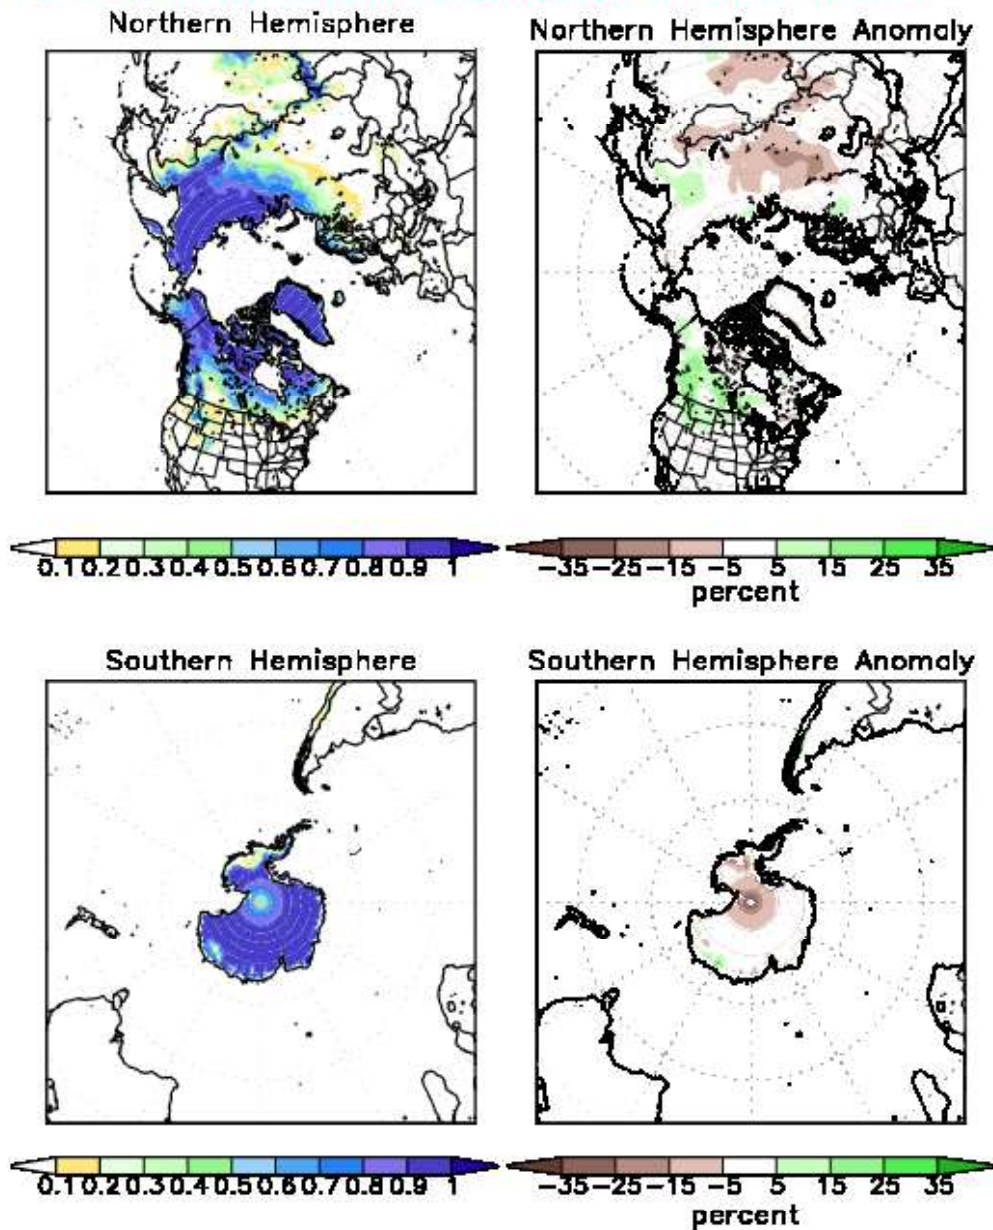 Northern Hemisphere
Northern Hemisphere Anomaly
0.1 0.2 0.3 0.4 0.5 0.6 0.7 0.8 0.9 1
-35 -25 -15 -5 5 15 25 35
percent
Southern Hemisphere
Southern Hemisphere Anomaly
0.1 0.2 0.3 0.4 0.5 0.6 0.7 0.8 0.9 1
-35 -25 -15 -5 5 15 25 35
percent